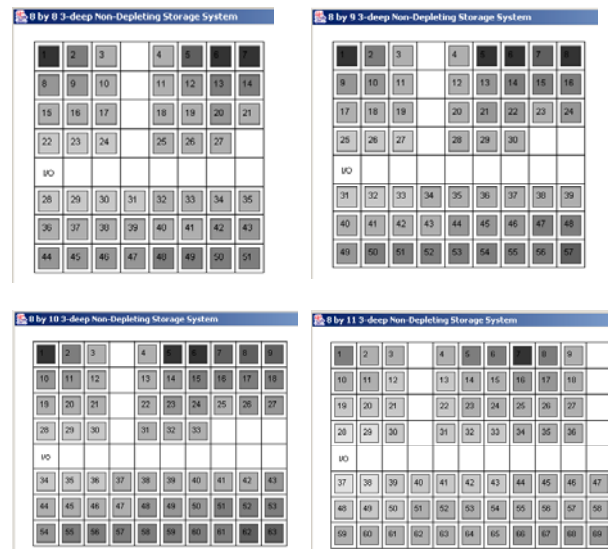 8 by 8 3-deep Non-Depleting Storage System
1 2 3 4 5 6 7
8 9 10 11 12 13 14
15 16 17 18 19 20 21
22 23 24 25 26 27
I/O
28 29 30 31 32 33 34 35
36 37 38 39 40 41 42 43
44 45 46 47 48 49 50 51
8 by 9 3-deep Non-Depleting Storage System
1 2 3 4 5 6 7 8
9 10 11 12 13 14 15 16
17 18 19 20 21 22 23 24
25 26 27 28 29 30
I/O
31 32 33 34 35 36 37 38 39
40 41 42 43 44 45 46 47 48
49 50 51 52 53 54 55 56 57
8 by 10 3-deep Non-Depleting Storage System
1 2 3 4 5 6 7 8 9
10 11 12 13 14 15 16 17 18
19 20 21 22 23 24 25 26 27
28 29 30 31 32 33
I/O
34 35 36 37 38 39 40 41 42 43
44 45 46 47 48 49 50 51 52 53
54 55 56 57 58 59 60 61 62 63
8 by 11 3-deep Non-Depleting Storage System
1 2 3 4 5 6 7 8 9
10 11 12 13 14 15 16 17 18
19 20 21 22 23 24 25 26 27
28 29 30 31 32 33 34 35 36
I/O
37 38 39 40 41 42 43 44 45 46 47
48 49 50 51 52 53 54 55 56 57 58
59 60 61 62 63 64 65 66 67 68 69